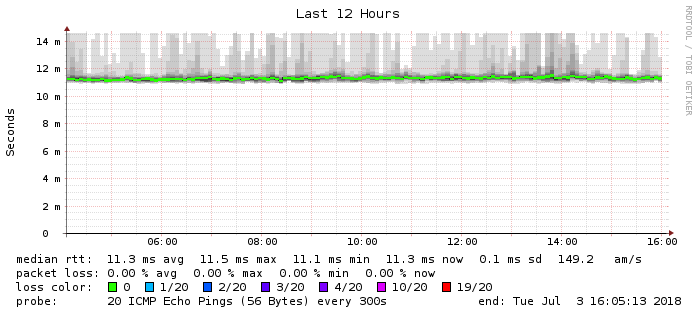 Last 12 Hours
RRDTOOL / TOBI OETIKER
Seconds
14 m
12 m
10 m
8 m
6 m
4 m
2 m
0
06:00 08:00 10:00 12:00 14:00 16:00
median rtt: 11.3 ms avg 11.5 ms max 11.1 ms min 11.3 ms now 0.1 ms sd 149.2 am/s
packet loss: 0.00 % avg 0.00 % max 0.00 % min 0.00 % now
loss color: 0 1/20 2/20 3/20 4/20 10/20 19/20
probe: 20 ICMP Echo Pings (56 Bytes) every 300s end: Tue Jul 3 16:05:13 2018